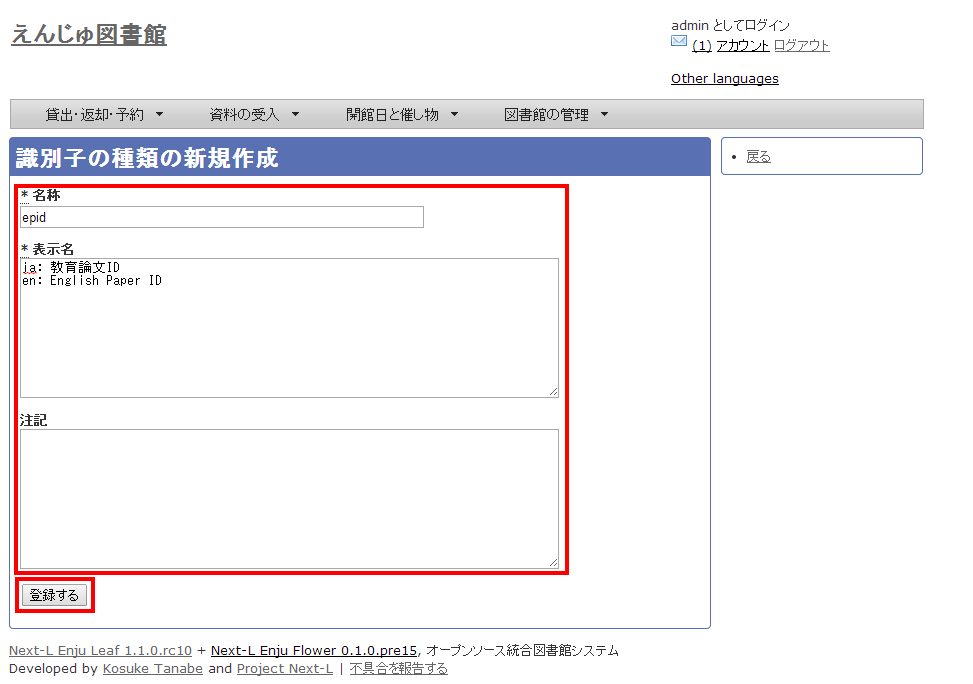 えんじゅ図書館
admin としてログイン
(1) アカウント ログアウト
Other languages
貸出・返却・予約 ▼ 資料の受入 ▼ 開館日と催し物 ▼ 図書館の管理 ▼
識別子の種類の新規作成
• 戻る
* 名称
epid
* 表示名
ja: 教育論文ID
en: English Paper ID
注記
登録する
Next-L Enju Leaf 1.1.0.rc10 + Next-L Enju Flower 0.1.0.pre15, オープンソース統合図書館システム
Developed by Kosuke Tanabe and Project Next-L | 不具合を報告する